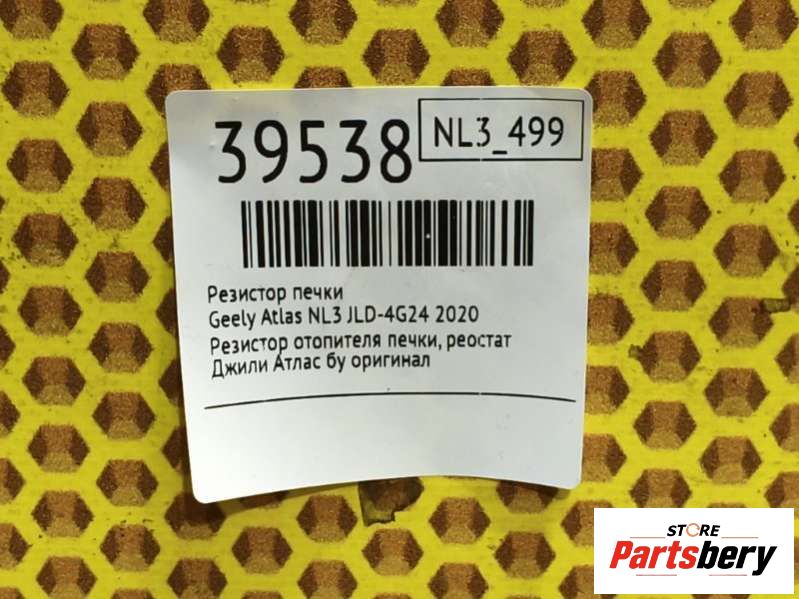 39538
NL3_499
Резистор печки
Geely Atlas NL3 JLD-4G24 2020
Резистор отопителя печки, реостат
Джили Атлас бу оригинал
STORE
Partsbery